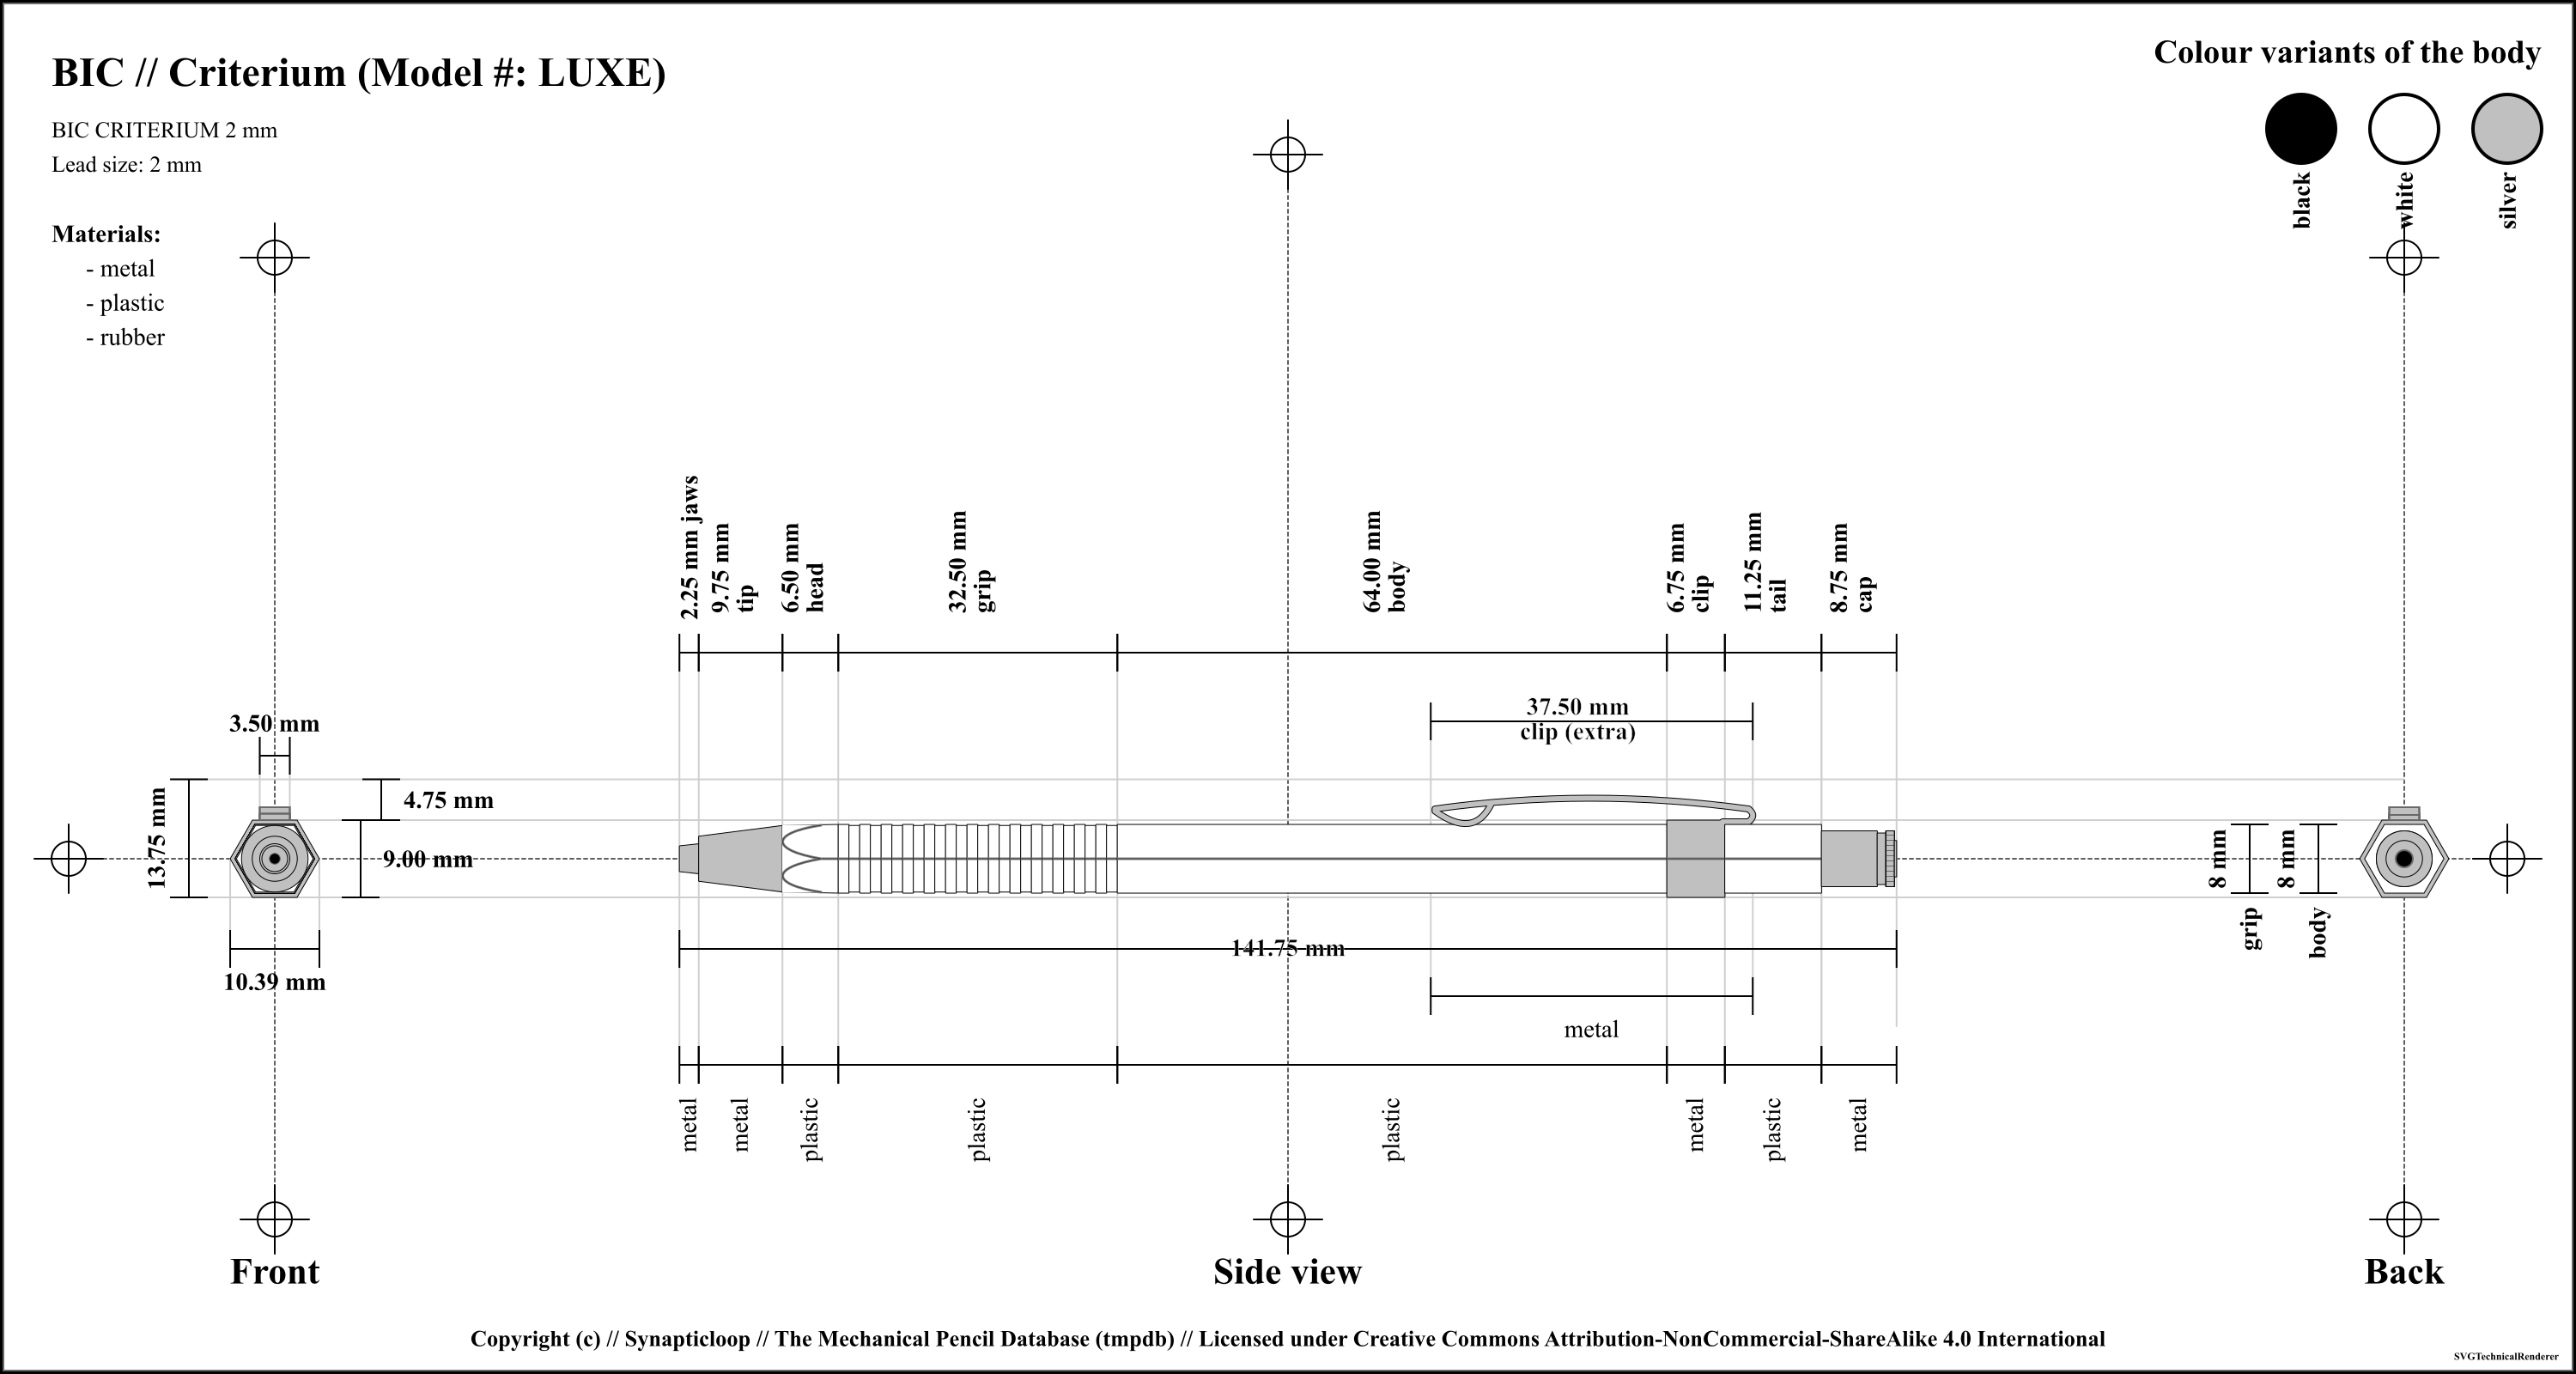 BIC // Criterium (Model #: LUXE)
BIC CRITERIUM 2 mm
Lead size: 2 mm
Materials:
- metal
- plastic
- rubber
Colour variants of the body
black
white
silver
2.25 mm jaws
9.75 mm
tip
6.50 mm
head
32.50 mm
grip
64.00 mm
body
6.75 mm
clip
11.25 mm
tail
8.75 mm
cap
37.50 mm
clip (extra)
3.50 mm
13.75 mm
4.75 mm
9.00 mm
10.39 mm
8 mm
grip
8 mm
body
141.75 mm
metal
metal
metal
plastic
plastic
plastic
metal
plastic
metal
Front
Side view
Back
Copyright (c) // Synapticloop // The Mechanical Pencil Database (tmpdb) // Licensed under Creative Commons Attribution-NonCommercial-ShareAlike 4.0 International
SVGTechnicalRenderer